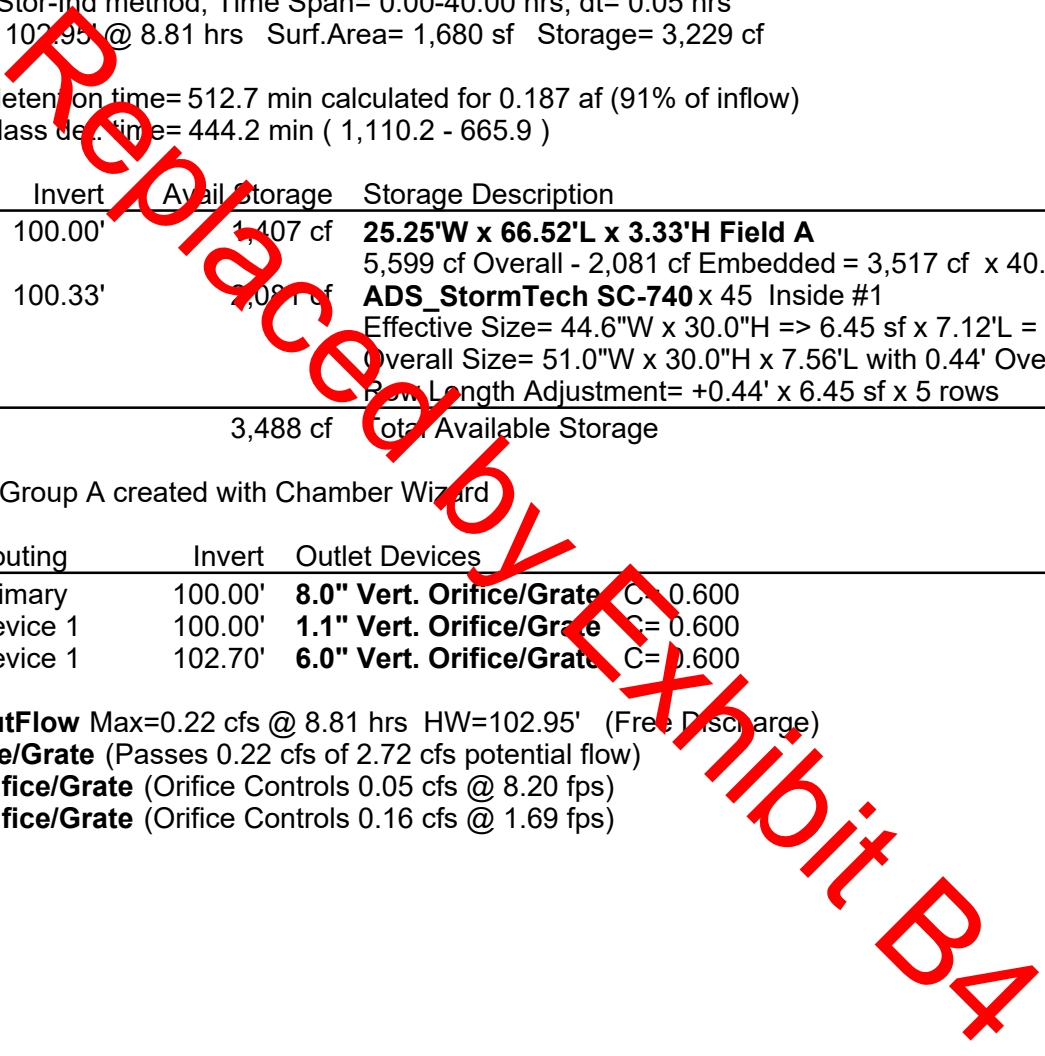 Stor-Ind method, Time Span= 0.00-40.00 hrs, dt= 0.05 hrs
102.95' @ 8.81 hrs Surf.Area= 1,680 sf Storage= 3,229 cf
detention time= 512.7 min calculated for 0.187 af (91% of inflow)
det. time= 444.2 min ( 1,110.2 - 665.9 )
Invert Avail.Storage Storage Description
100.00' 1,407 cf 25.25'W x 66.52'L x 3.33'H Field A
5,599 cf Overall - 2,081 cf Embedded = 3,517 cf x 40.
100.33' 2,081 cf ADS_StormTech SC-740 x 45 Inside #1
Effective Size= 44.6"W x 30.0"H => 6.45 sf x 7.12'L =
Overall Size= 51.0"W x 30.0"H x 7.56'L with 0.44' Ove
Row Length Adjustment= +0.44' x 6.45 sf x 5 rows
3,488 cf Total Available Storage
Group A created with Chamber Wizard
outing Invert Outlet Devices
imary 100.00' 8.0" Vert. Orifice/Grate C= 0.600
evice 1 100.00' 1.1" Vert. Orifice/Grate C= 0.600
evice 1 102.70' 6.0" Vert. Orifice/Grate C= 0.600
utFlow Max=0.22 cfs @ 8.81 hrs HW=102.95' (Free Discharge)
e/Grate (Passes 0.22 cfs of 2.72 cfs potential flow)
fice/Grate (Orifice Controls 0.05 cfs @ 8.20 fps)
fice/Grate (Orifice Controls 0.16 cfs @ 1.69 fps)
Replaced by Exhibit B4